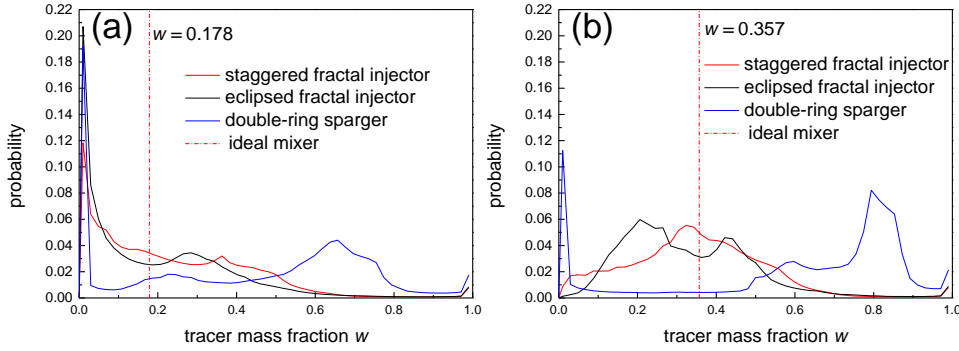 (a)
w = 0.178
staggered fractal injector
eclipsed fractal injector
double-ring sparger
ideal mixer
probability
0.22
0.20
0.18
0.16
0.14
0.12
0.10
0.08
0.06
0.04
0.02
0.00
0.0 0.2 0.4 0.6 0.8 1.0
tracer mass fraction w
(b)
w = 0.357
staggered fractal injector
eclipsed fractal injector
double-ring sparger
ideal mixer
probability
0.22
0.20
0.18
0.16
0.14
0.12
0.10
0.08
0.06
0.04
0.02
0.00
0.0 0.2 0.4 0.6 0.8 1.0
tracer mass fraction w